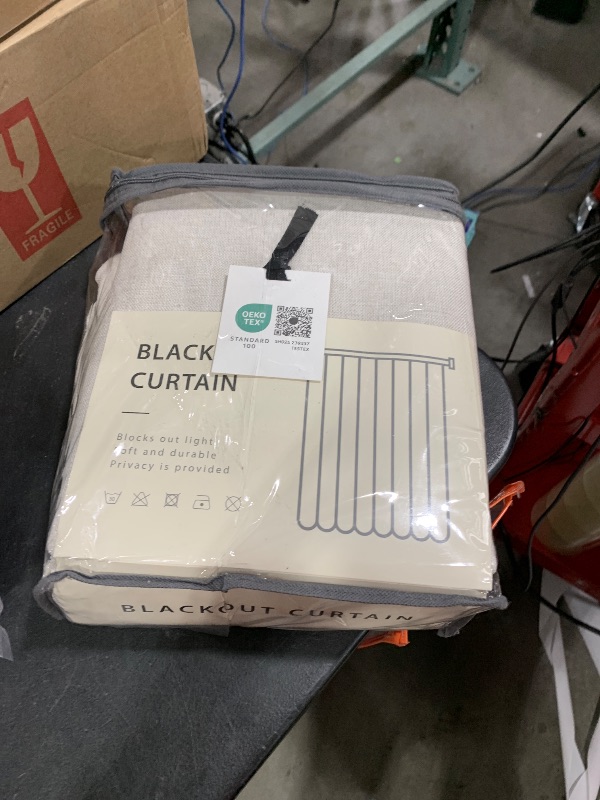 FRAGILE
OEKO
TEX®
STANDARD
100
BLACK
CURTAIN
Blocks out light
oft and durable
Privacy is provided
BLACKOUT CURTAIN